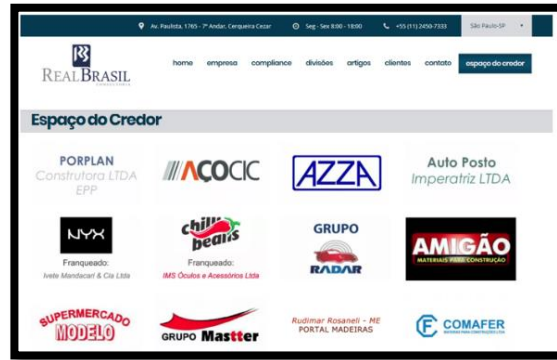 Av. Paulista, 1765 - 7º Andar. Cerqueira Cezar
Seg - Sex 8:00 - 18:00
+55 (11) 2450-7333
São Paulo-SP
REALBRASIL
CONSULTORIA
home empresa compliance divisões artigos clientes contato espaço do credor
Espaço do Credor
PORPLAN
Construtora LTDA
EPP
AÇOCIC
AZZA
Auto Posto
Imperatriz LTDA
NYX
Franqueado:
Ivete Mandacarí & Cia Ltda
chilli
beans
Franqueado:
IMS Óculos e Acessórios Ltda
GRUPO
RADAR
AMIGÃO
MATERIAIS PARA CONSTRUÇÃO
SUPERMERCADO
MODELO
GRUPO Mastter
Rudimar Rosaneli - ME
PORTAL MADEIRAS
COMAFER